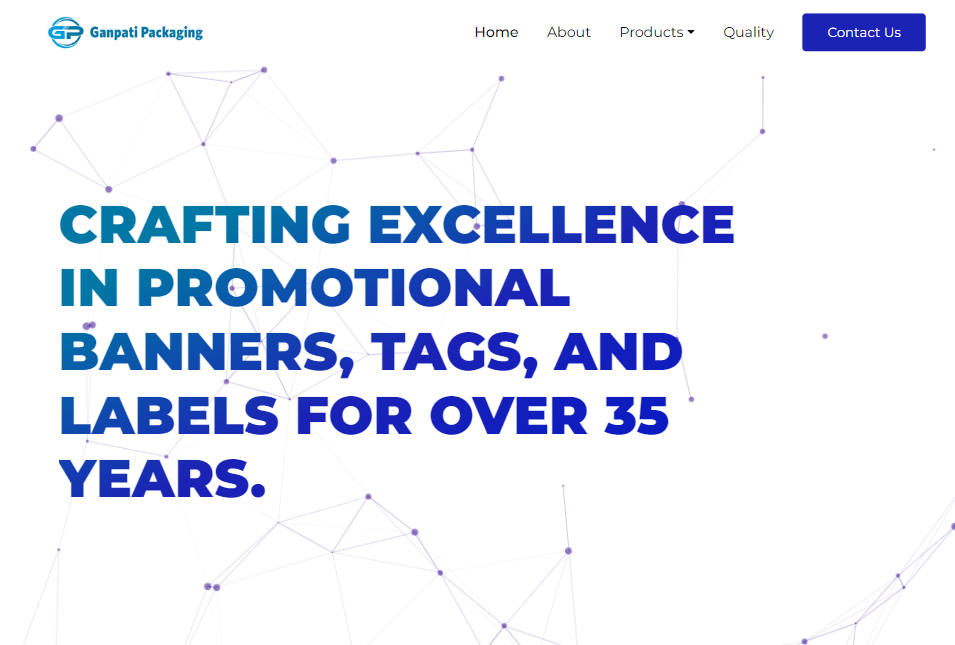 GP Ganpati Packaging
Home About Products Quality Contact Us
CRAFTING EXCELLENCE
IN PROMOTIONAL
BANNERS, TAGS, AND
LABELS FOR OVER 35
YEARS.